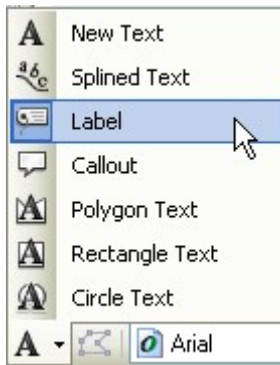 New Text
Splined Text
Label
Callout
Polygon Text
Rectangle Text
Circle Text
Arial